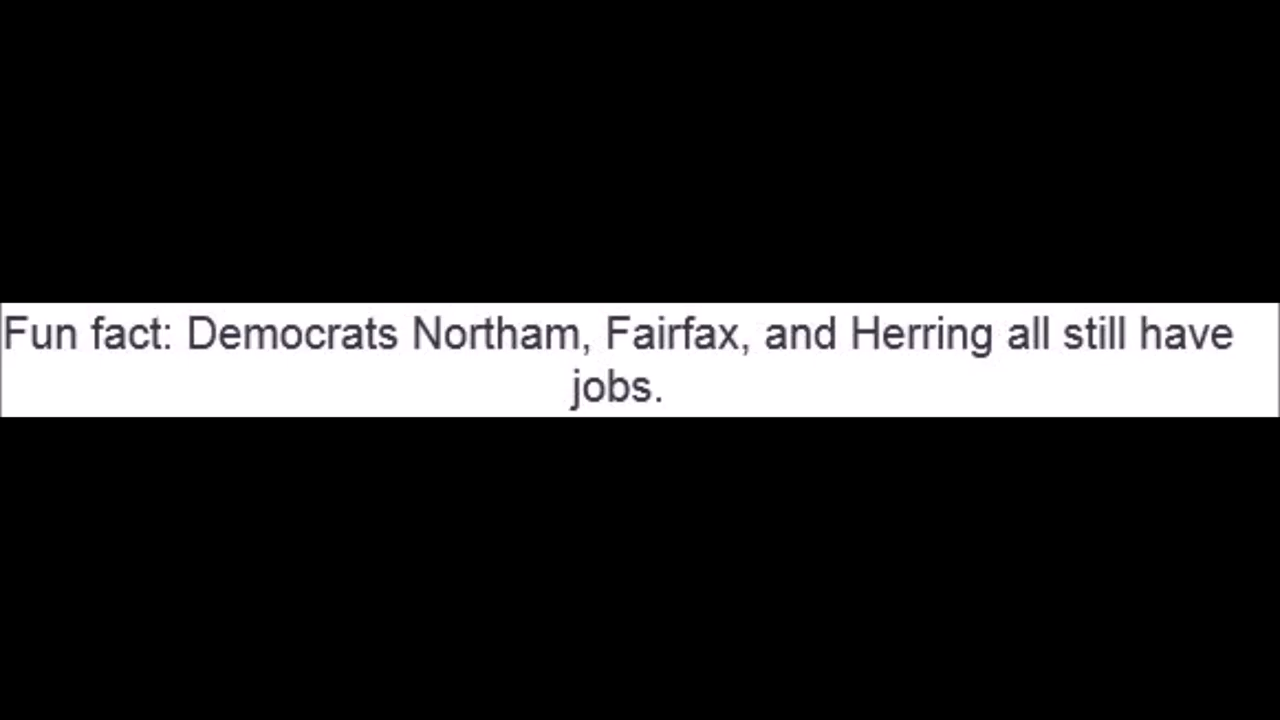 Fun fact: Democrats Northam, Fairfax, and Herring all still have
jobs.